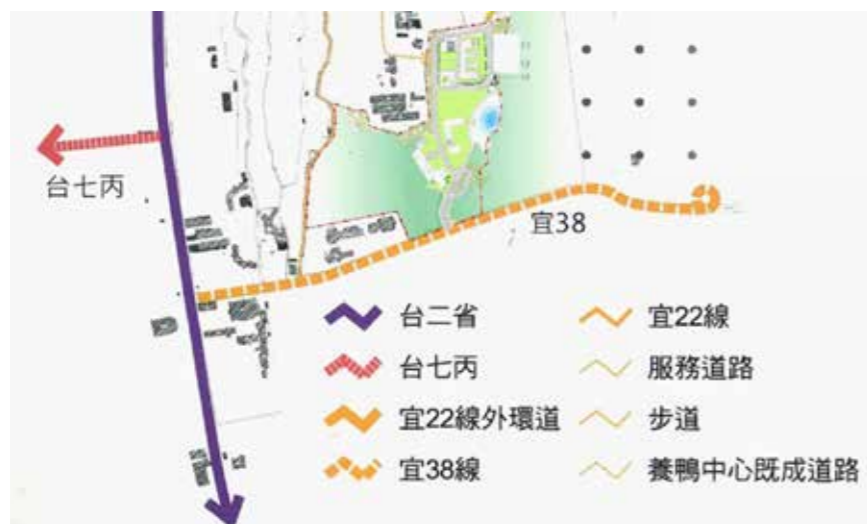 台七丙
宜38
台二省
台七丙
宜22線外環道
宜38線
宜22線
服務道路
步道
養鴨中心既成道路